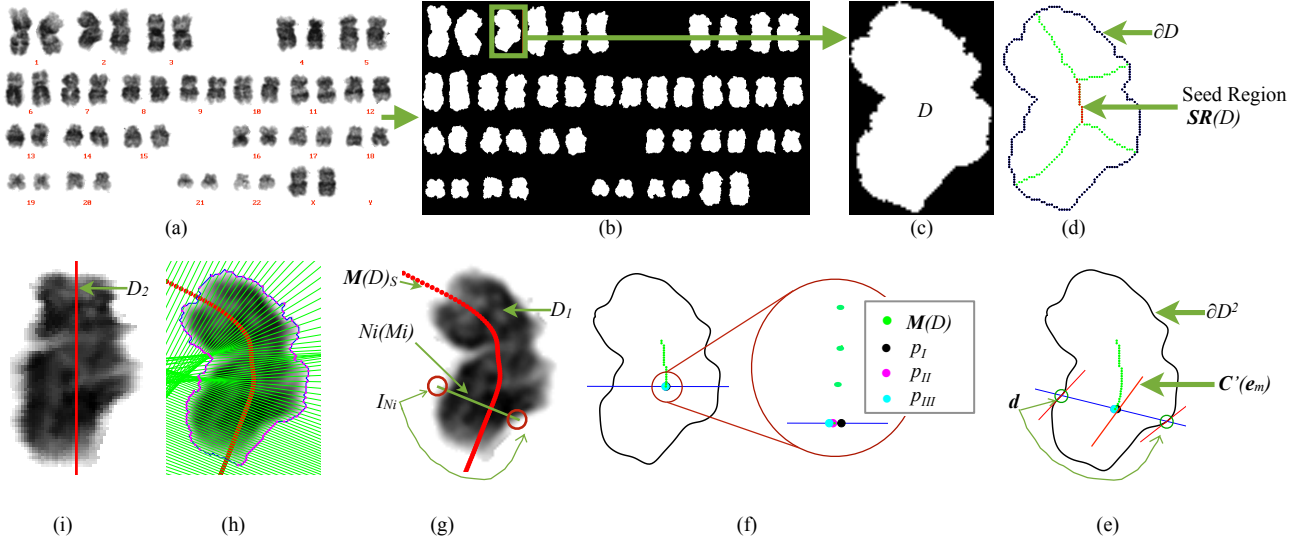 1 2 3 4 5
6 7 8 9 10 11 12
13 14 15 16 17 18
19 20 21 22 X Y
(a)
(b)
D
(c)
∂D
Seed Region
SR(D)
(d)
D2
(i)
(h)
M(D)S
D1
Ni(Mi)
INi
(g)
M(D)
pI
pII
pIII
(f)
∂D²
C'(em)
d
(e)